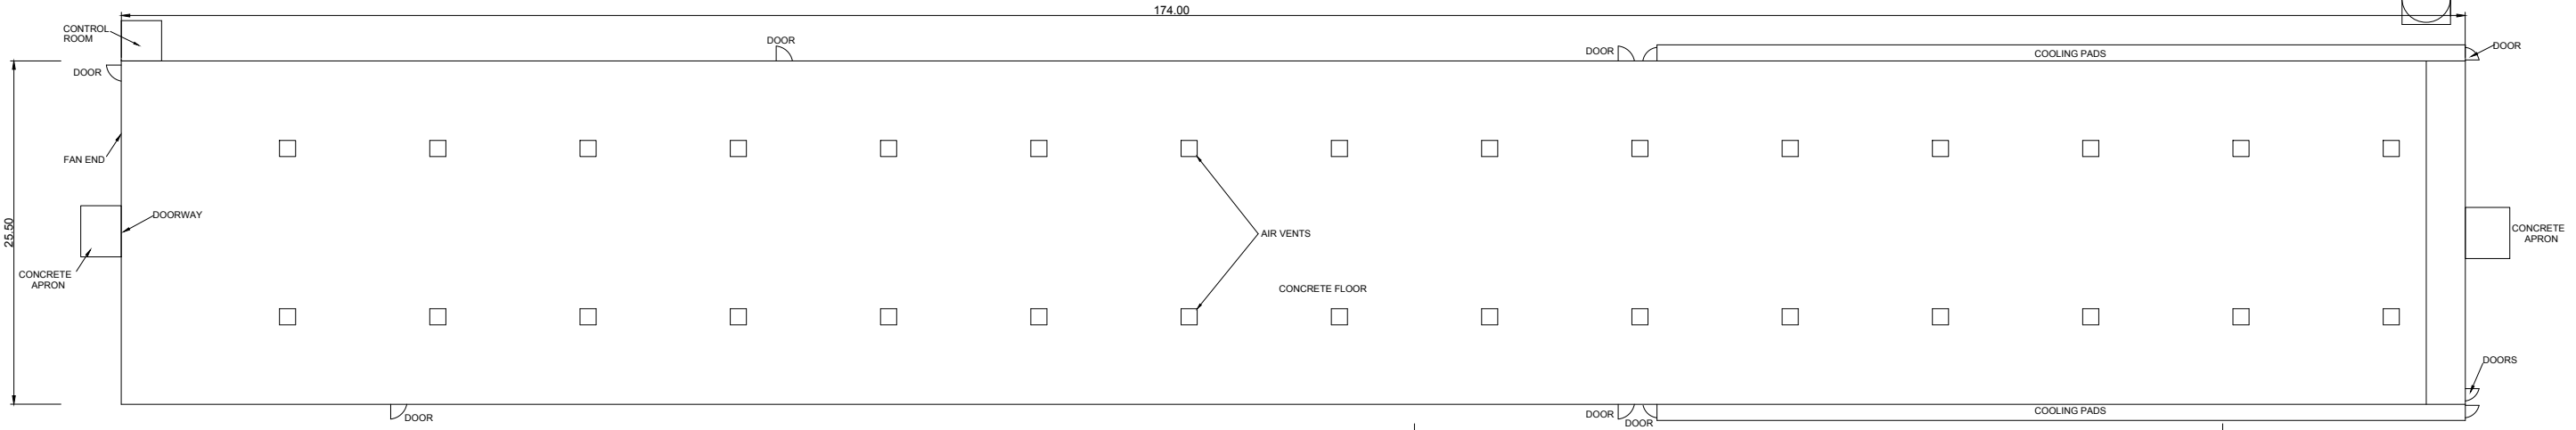 174.00
CONTROL
ROOM
DOOR
DOOR
COOLING PADS
DOOR
DOOR
FAN END
DOORWAY
25.50
AIR VENTS
CONCRETE
APRON
CONCRETE
APRON
CONCRETE FLOOR
DOORS
DOOR
DOOR
DOOR
COOLING PADS